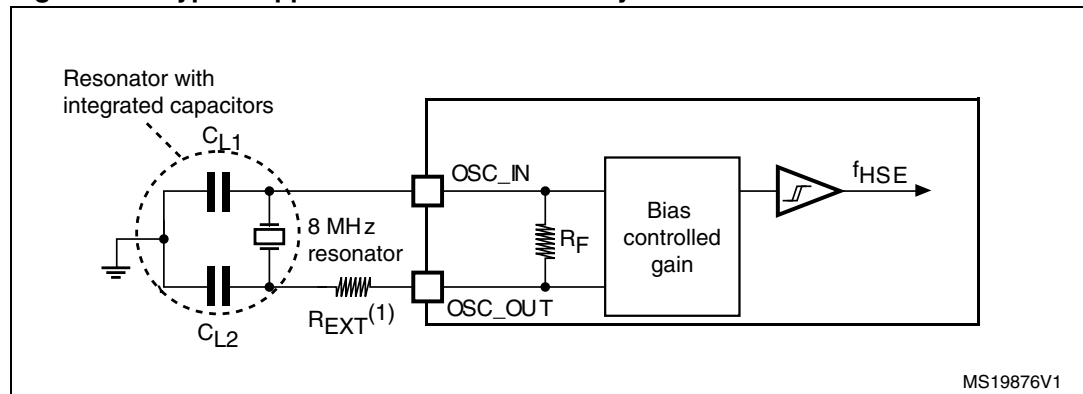 Resonator with
integrated capacitors
CL1
OSC_IN
fHSE
8 MHz
resonator
RF
Bias
controlled
gain
REXT(1)
OSC_OUT
CL2
MS19876V1